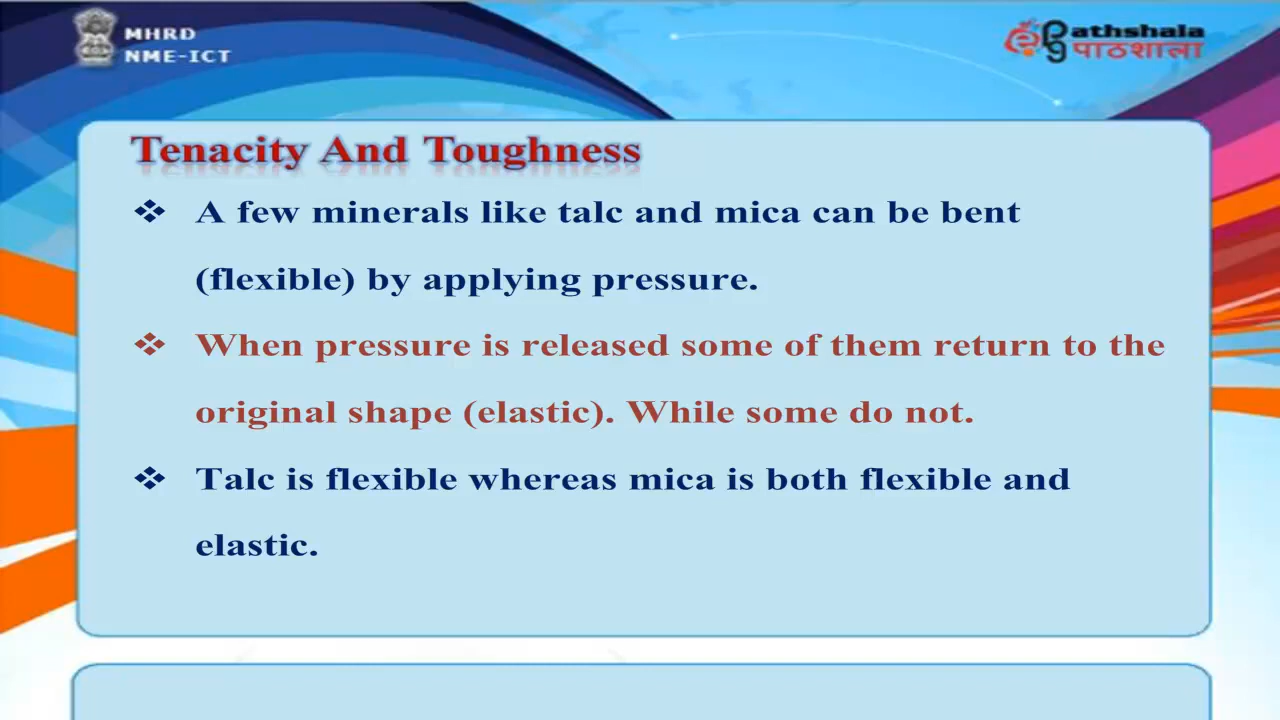 MHRD
NME-ICT
ePathshala
पाठशाला
Tenacity And Toughness
❖ A few minerals like talc and mica can be bent
(flexible) by applying pressure.
❖ When pressure is released some of them return to the
original shape (elastic). While some do not.
❖ Talc is flexible whereas mica is both flexible and
elastic.